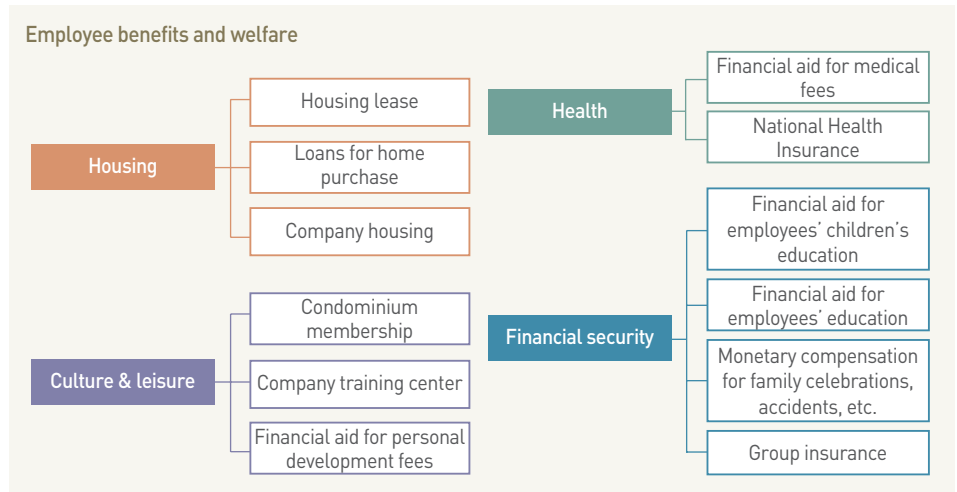 Employee benefits and welfare
Housing
Housing lease
Loans for home
purchase
Company housing
Culture & leisure
Condominium
membership
Company training center
Financial aid for personal
development fees
Health
Financial aid for medical
fees
National Health
Insurance
Financial security
Financial aid for
employees’ children’s
education
Financial aid for
employees’ education
Monetary compensation
for family celebrations,
accidents, etc.
Group insurance